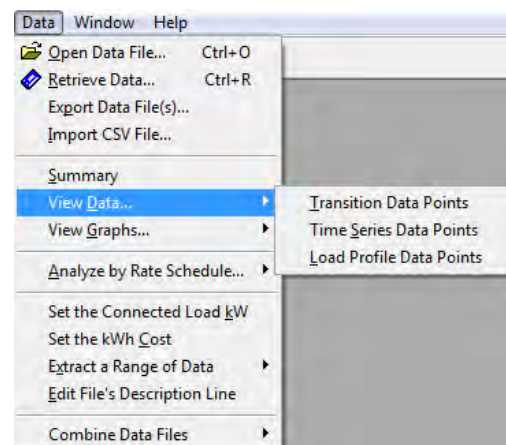 Data Window Help
Open Data File... Ctrl+O
Retrieve Data... Ctrl+R
Export Data File(s)...
Import CSV File...
Summary
View Data...
Transition Data Points
View Graphs...
Time Series Data Points
Load Profile Data Points
Analyze by Rate Schedule...
Set the Connected Load kW
Set the kWh Cost
Extract a Range of Data
Edit File's Description Line
Combine Data Files